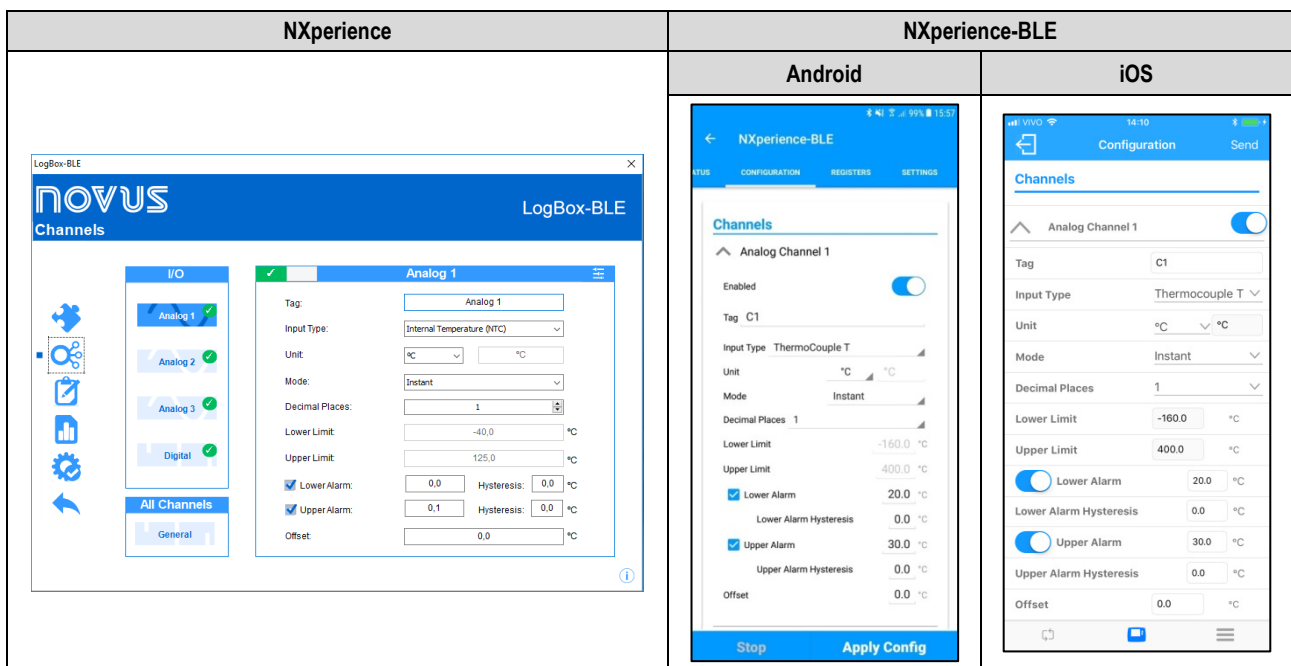 NXperience
NXperience-BLE
Android
iOS
LogBox-BLE
NOVUS
LogBox-BLE
Channels
I/O
Analog 1
Analog 2
Analog 3
Digital
All Channels
General
Analog 1
Tag: Analog 1
Input Type: Internal Temperature (NTC)
Unit: ºC ºC
Mode: Instant
Decimal Places: 1
Lower Limit: -40,0 ºC
Upper Limit: 125,0 ºC
Lower Alarm: 0,0 Hysteresis: 0,0 ºC
Upper Alarm: 0,1 Hysteresis: 0,0 ºC
Offset: 0,0 ºC
99% 15:57
NXperience-BLE
ATUS CONFIGURATION REGISTERS SETTINGS
Channels
Analog Channel 1
Enabled
Tag C1
Input Type ThermoCouple T
Unit °C °C
Mode Instant
Decimal Places 1
Lower Limit -160.0 °C
Upper Limit 400.0 °C
Lower Alarm 20.0 °C
Lower Alarm Hysteresis 0.0 °C
Upper Alarm 30.0 °C
Upper Alarm Hysteresis 0.0 °C
Offset 0.0 °C
Stop Apply Config
VIVO 14:10
Configuration Send
Channels
Analog Channel 1
Tag C1
Input Type Thermocouple T
Unit °C °C
Mode Instant
Decimal Places 1
Lower Limit -160.0 °C
Upper Limit 400.0 °C
Lower Alarm 20.0 °C
Lower Alarm Hysteresis 0.0 °C
Upper Alarm 30.0 °C
Upper Alarm Hysteresis 0.0 °C
Offset 0.0 °C